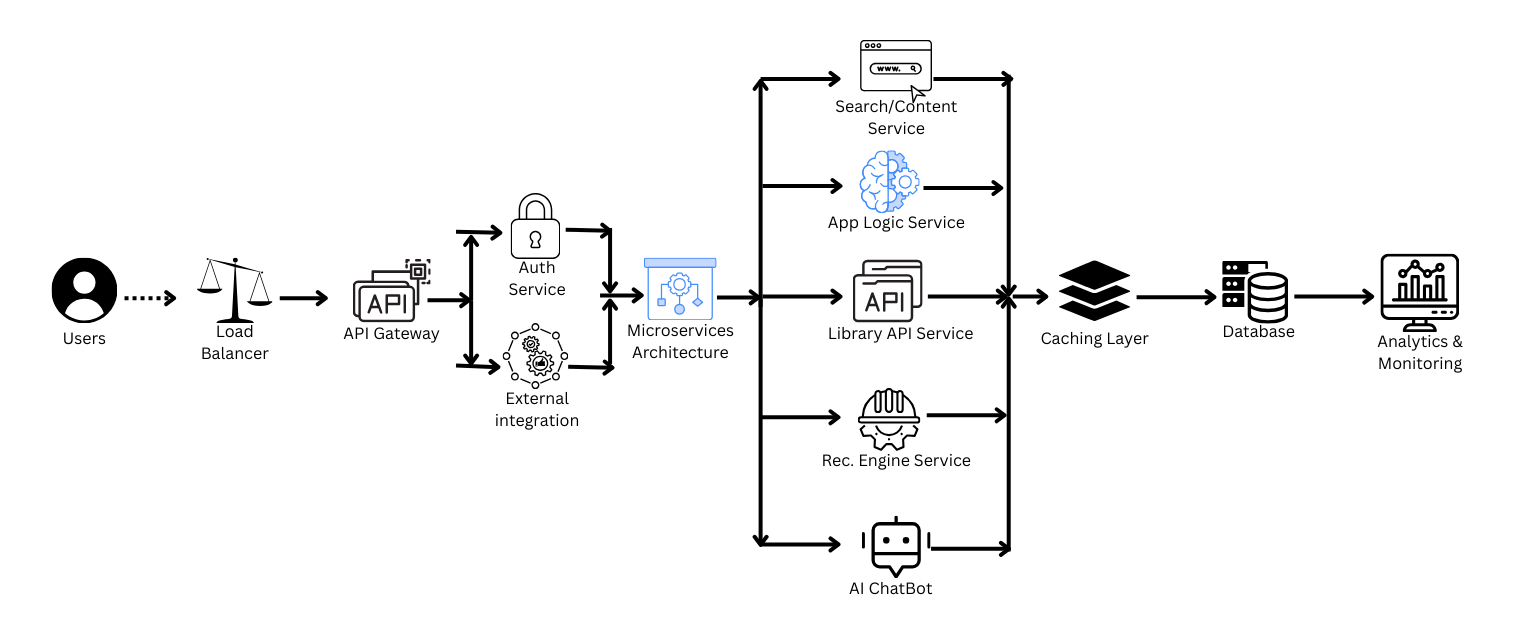 Users
Load
Balancer
API
API Gateway
Auth
Service
External
integration
Microservices
Architecture
www.
Search/Content
Service
App Logic Service
API
Library API Service
Rec. Engine Service
AI ChatBot
Caching Layer
Database
Analytics &
Monitoring